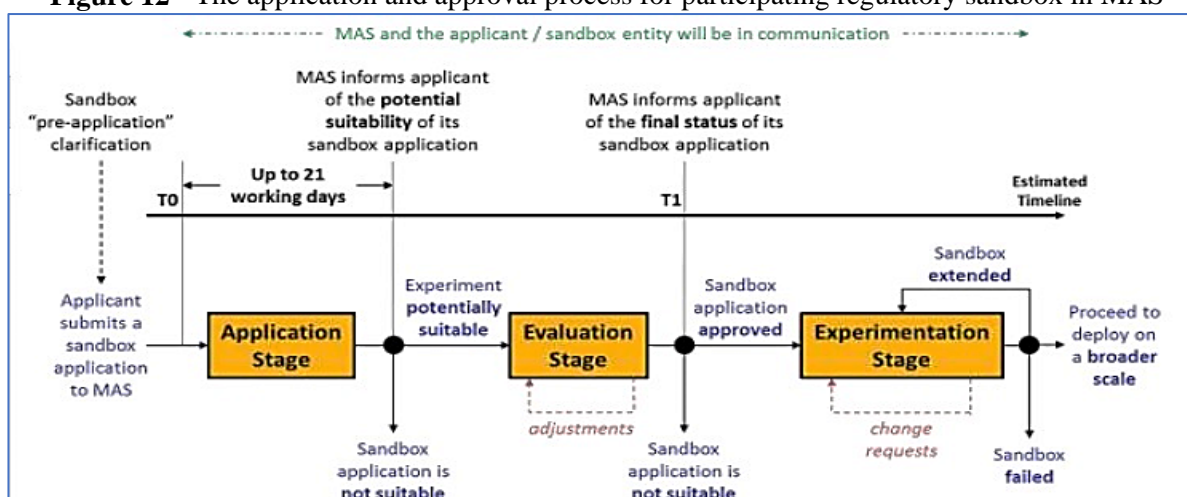 Figure 12 - The application and approval process for participating regulatory sandbox in MAS
MAS and the applicant / sandbox entity will be in communication
Sandbox
"pre-application"
clarification
MAS informs applicant
of the potential
suitability of its
sandbox application
MAS informs applicant
of the final status of its
sandbox application
T0
Up to 21
working days
T1
Estimated
Timeline
Applicant
submits a
sandbox
application
to MAS
Application
Stage
Experiment
potentially
suitable
Evaluation
Stage
adjustments
Sandbox
application
approved
Experimentation
Stage
change
requests
Sandbox
extended
Proceed to
deploy on
a broader
scale
Sandbox
application is
not suitable
Sandbox
application is
not suitable
Sandbox
failed